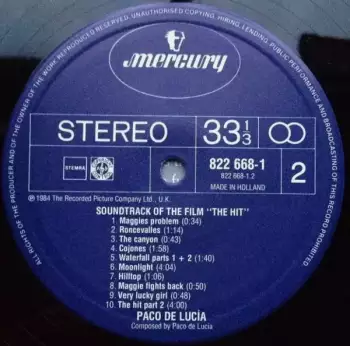 ALL RIGHTS OF THE PRODUCER AND OF THE OWNER OF THE WORK REPRODUCED RESERVED. UNAUTHORISED COPYING, HIRING, LENDING, PUBLIC PERFORMANCE AND BROADCASTING OF THIS RECORD PROHIBITED.
mercury
STEREO 33 1/3
STEMRA
822 668-1
822 668-1.2
MADE IN HOLLAND
2
℗ 1984 The Recorded Picture Company Ltd., U.K.
SOUNDTRACK OF THE FILM "THE HIT"
1. Maggies problem (0:34)
2. Roncevalles (1:14)
3. The canyon (0:43)
4. Cojones (0:58)
5. Waterfall parts 1 + 2 (1:40)
6. Moonlight (4:04)
7. Hilltop (1:11)
8. Maggie fights back (0:50)
9. Very lucky girl (0:48)
10. The hit part 2 (4:00)
PACO DE LUCÍA
Composed by Paco de Lucia